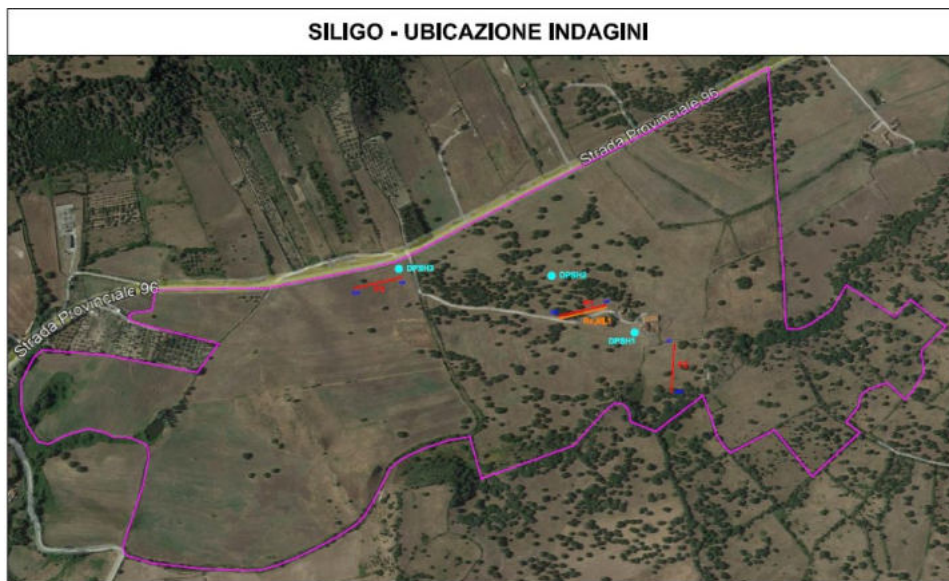 SILIGO - UBICAZIONE INDAGINI
Strada Provinciale 96
DPSH3
DPSH2
DPSH1
Strada Provinciale 96